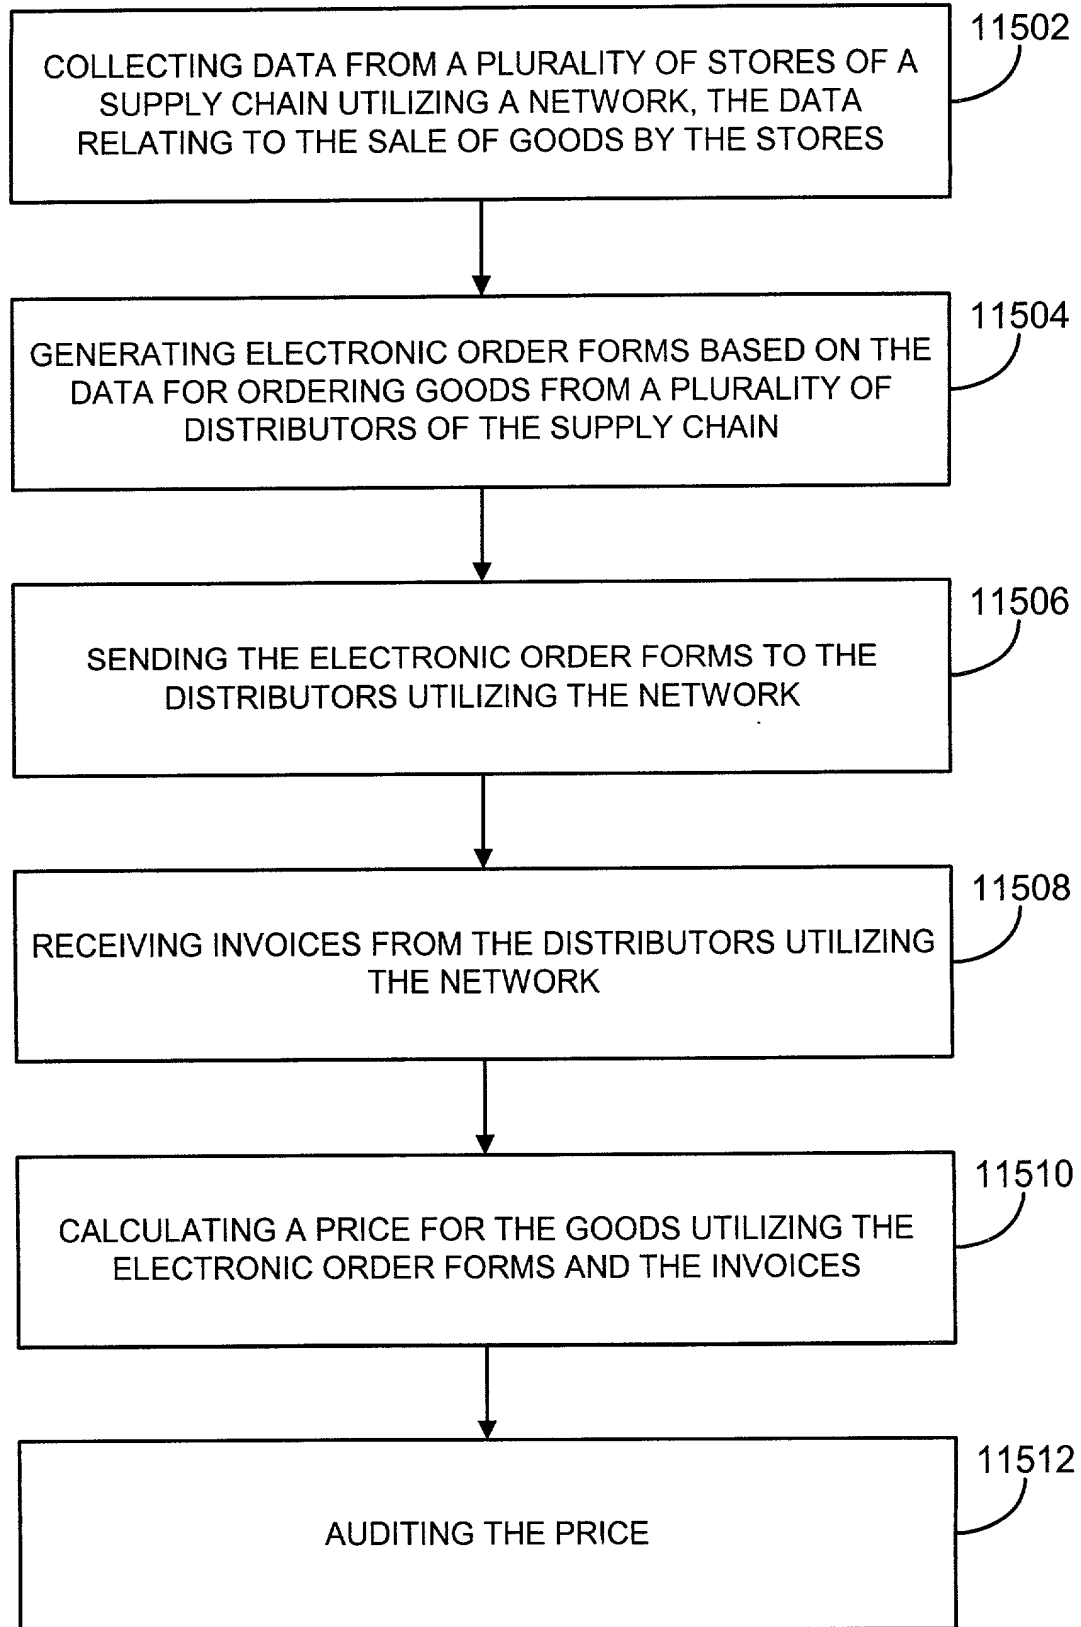 11502
COLLECTING DATA FROM A PLURALITY OF STORES OF A
SUPPLY CHAIN UTILIZING A NETWORK, THE DATA
RELATING TO THE SALE OF GOODS BY THE STORES
11504
GENERATING ELECTRONIC ORDER FORMS BASED ON THE
DATA FOR ORDERING GOODS FROM A PLURALITY OF
DISTRIBUTORS OF THE SUPPLY CHAIN
11506
SENDING THE ELECTRONIC ORDER FORMS TO THE
DISTRIBUTORS UTILIZING THE NETWORK
11508
RECEIVING INVOICES FROM THE DISTRIBUTORS UTILIZING
THE NETWORK
11510
CALCULATING A PRICE FOR THE GOODS UTILIZING THE
ELECTRONIC ORDER FORMS AND THE INVOICES
11512
AUDITING THE PRICE